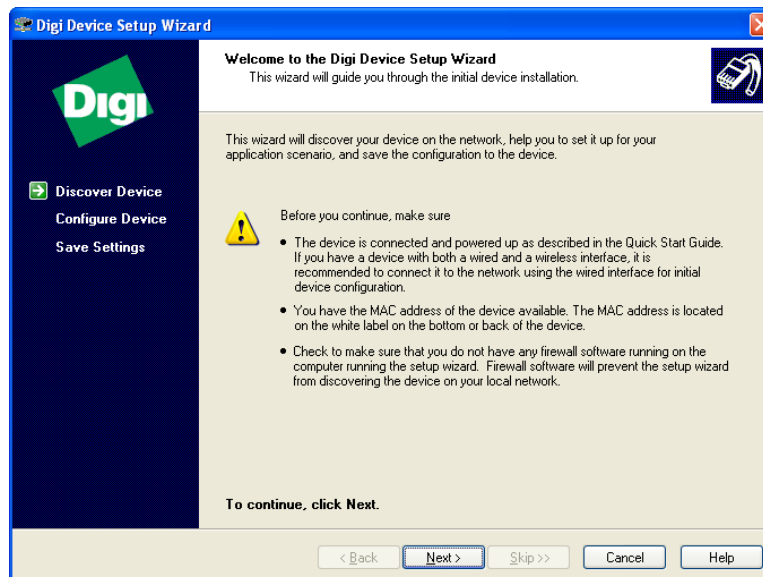 Digi Device Setup Wizard
Digi
Welcome to the Digi Device Setup Wizard
This wizard will guide you through the initial device installation.
Discover Device
Configure Device
Save Settings
This wizard will discover your device on the network, help you to set it up for your
application scenario, and save the configuration to the device.
Before you continue, make sure
• The device is connected and powered up as described in the Quick Start Guide.
If you have a device with both a wired and a wireless interface, it is
recommended to connect it to the network using the wired interface for initial
device configuration.
• You have the MAC address of the device available. The MAC address is located
on the white label on the bottom or back of the device.
• Check to make sure that you do not have any firewall software running on the
computer running the setup wizard. Firewall software will prevent the setup wizard
from discovering the device on your local network.
To continue, click Next.
< Back Next > Skip >> Cancel Help